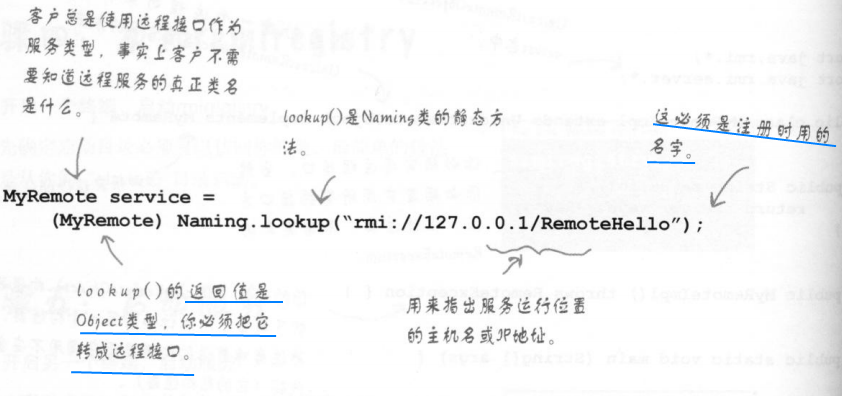 客户总是使用远程接口作为
服务类型，事实上客户不需
要知道远程服务的真正类名
是什么。
lookup()是Naming类的静态方
法。
这必须是注册时用的
名字。
MyRemote service =
(MyRemote) Naming.lookup(“rmi://127.0.0.1/RemoteHello”);
lookup()的返回值是
Object类型，你必须把它
转成远程接口。
用来指出服务运行位置
的主机名或IP地址。